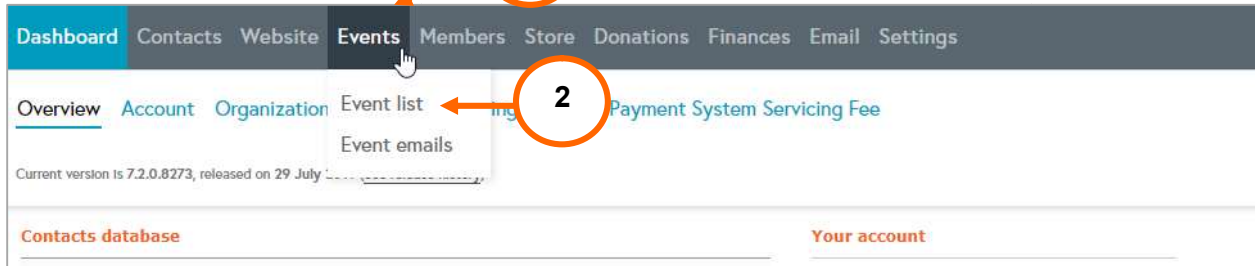 Dashboard Contacts Website Events Members Store Donations Finances Email Settings
Overview Account Organization Payment System Servicing Fee
Event list
2
Event emails
Current version is 7.2.0.8273, released on 29 July
Contacts database Your account